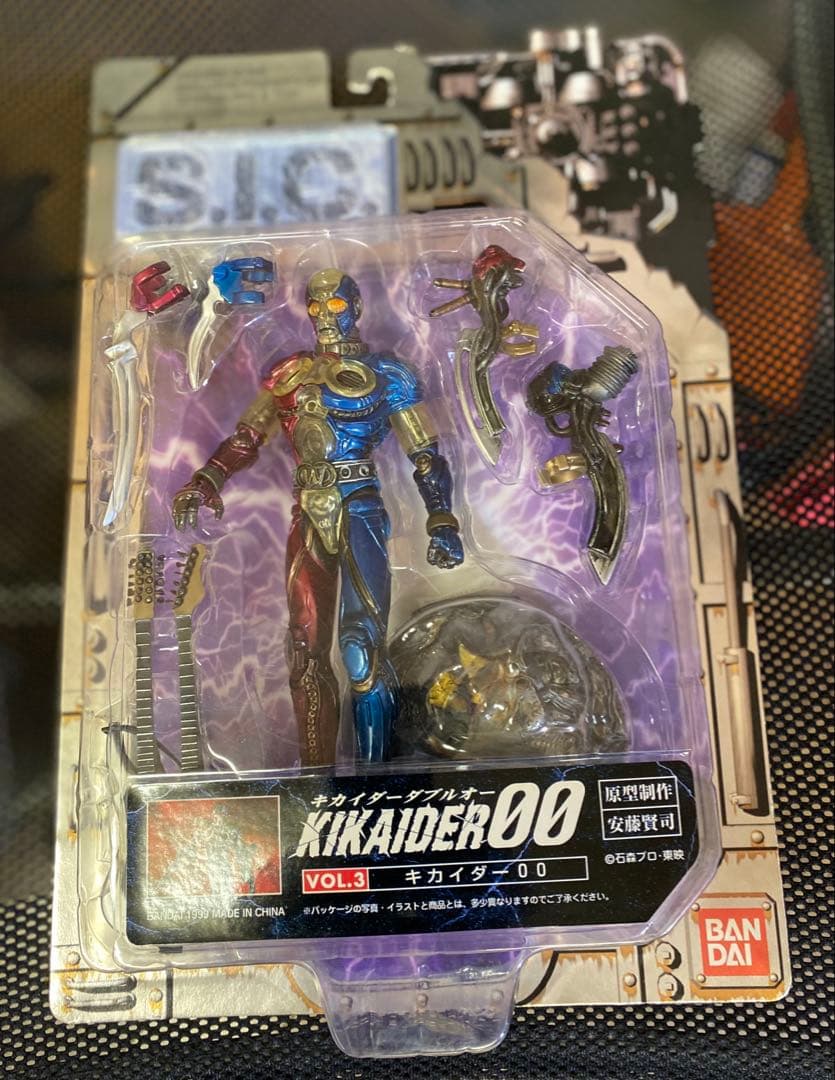 S.I.C.
キカイダーダブルオー
KIKAIDER00
VOL.3 キカイダー00
原型制作
安藤賢司
©石森プロ・東映
BANDAI 1999 MADE IN CHINA
※パッケージの写真・イラストと商品とは、多少異なりますのでご了承ください。
BAN
DAI